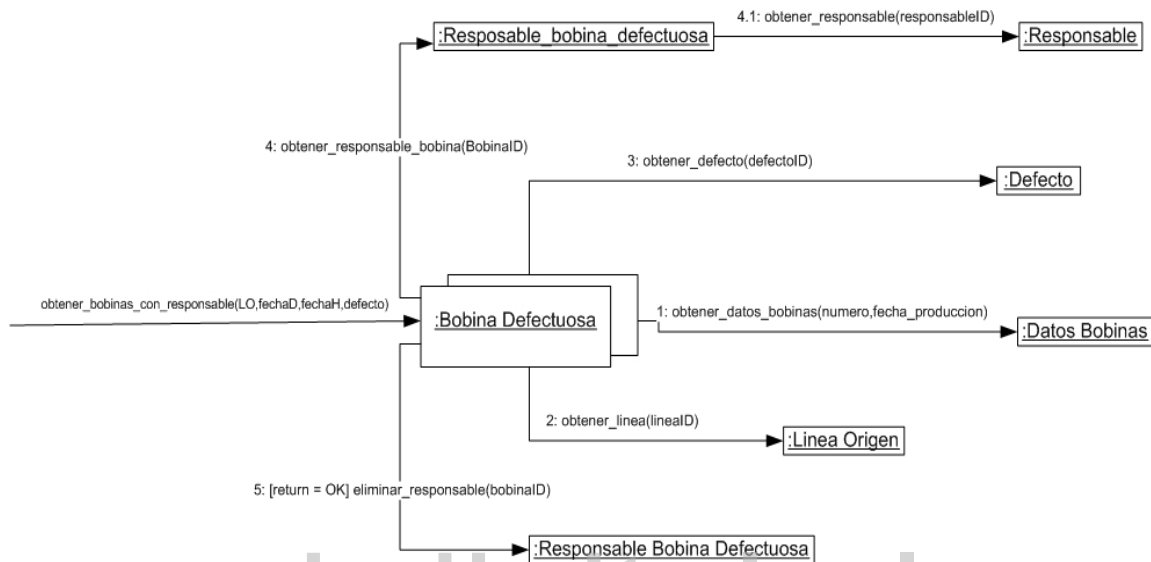 4.1: obtener_responsable(responsableID)
:Resposable_bobina_defectuosa
:Responsable
4: obtener_responsable_bobina(BobinaID)
3: obtener_defecto(defectoID)
:Defecto
obtener_bobinas_con_responsable(LO,fechaD,fechaH,defecto)
:Bobina Defectuosa
1: obtener_datos_bobinas(numero,fecha_produccion)
:Datos Bobinas
2: obtener_linea(lineaID)
:Linea Origen
5: [return = OK] eliminar_responsable(bobinaID)
:Responsable Bobina Defectuosa